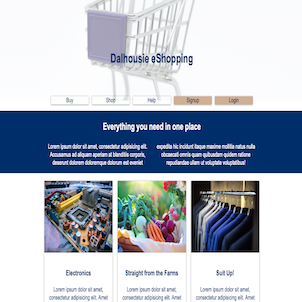 Dalhousie eShopping
Buy
Shop
Help
Signup
Login
Everything you need in one place
Lorem ipsum dolor sit amet, consectetur adipisicing elit.
Accusamus ad aliquam aperiam at blanditiis corporis,
deserunt dolorem doloremque dolorum est eveniet
expedita hic incidunt itaque maxime mollitia natus nulla
obcaecati omnis quam quibusdam quidem ratione
repudiandae ullam ut voluptate voluptatibus!
Electronics
Lorem ipsum dolor sit amet,
consectetur adipisicing elit. Amet
Straight from the Farms
Lorem ipsum dolor sit amet,
consectetur adipisicing elit. Amet
Suit Up!
Lorem ipsum dolor sit amet,
consectetur adipisicing elit. Amet